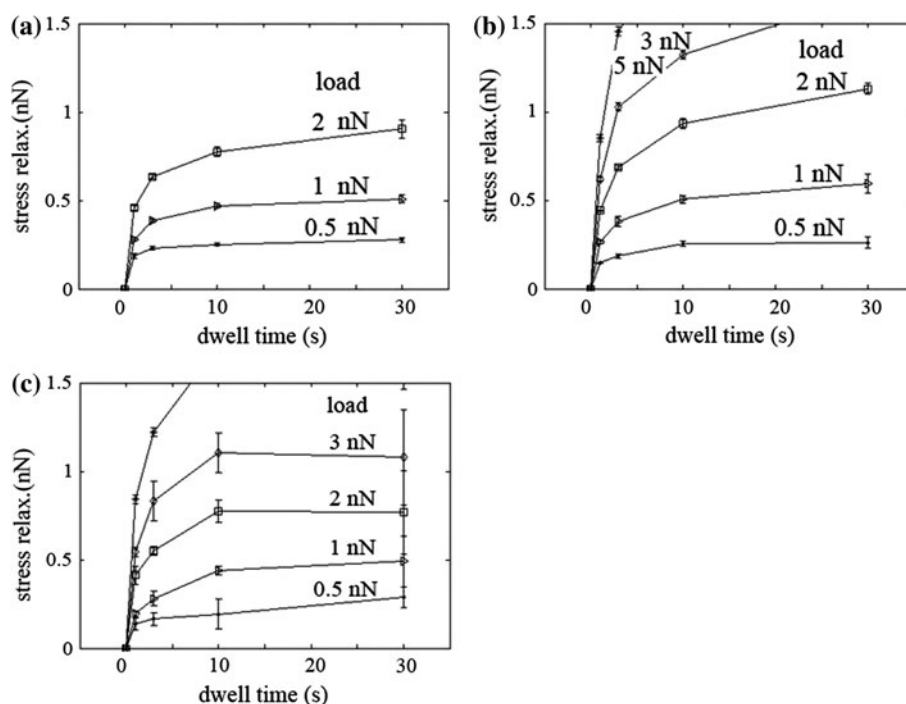 (a)
1.5
1
0.5
0
stress relax.(nN)
load
2 nN
1 nN
0.5 nN
0 10 20 30
dwell time (s)
(b)
1.5
1
0.5
0
stress relax.(nN)
3 nN
5 nN
load
2 nN
1 nN
0.5 nN
0 10 20 30
dwell time (s)
(c)
1.5
1
0.5
0
stress relax.(nN)
load
3 nN
2 nN
1 nN
0.5 nN
0 10 20 30
dwell time (s)